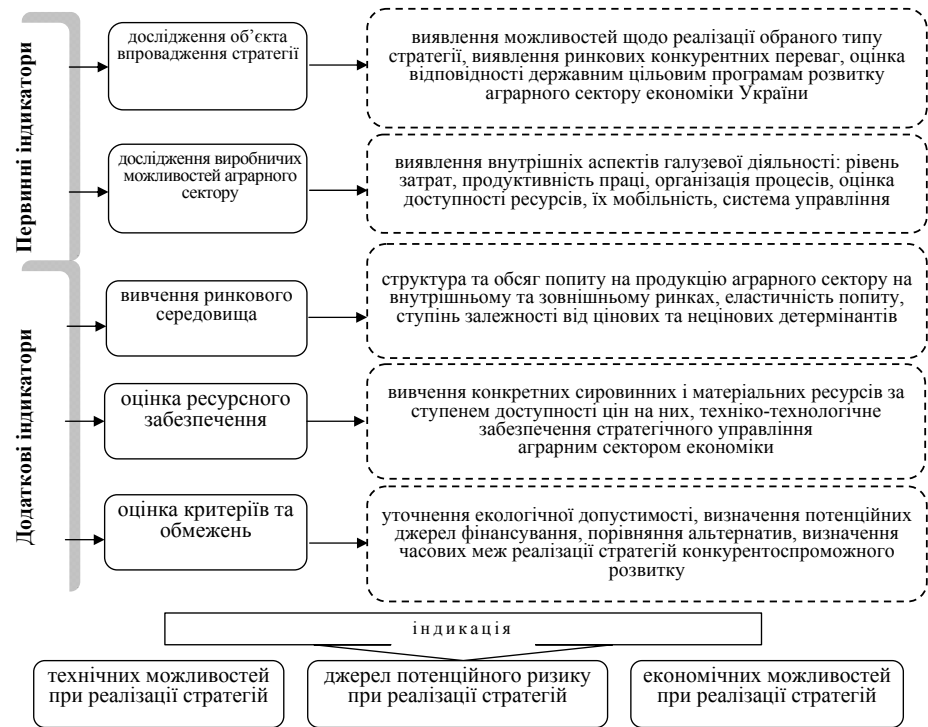 Первинні індикатори
дослідження об’єкта
впровадження стратегії
виявлення можливостей щодо реалізації обраного типу
стратегії, виявлення ринкових конкурентних переваг, оцінка
відповідності державним цільовим програмам розвитку
аграрного сектору економіки України
дослідження виробничих
можливостей аграрного
сектору
виявлення внутрішніх аспектів галузевої діяльності: рівень
затрат, продуктивність праці, організація процесів, оцінка
доступності ресурсів, їх мобільність, система управління
Додаткові індикатори
вивчення ринкового
середовища
структура та обсяг попиту на продукцію аграрного сектору на
внутрішньому та зовнішньому ринках, еластичність попиту,
ступінь залежності від цінових та нецінових детермінантів
оцінка ресурсного
забезпечення
вивчення конкретних сировинних і матеріальних ресурсів за
ступенем доступності цін на них, техніко-технологічне
забезпечення стратегічного управління
аграрним сектором економіки
оцінка критеріїв та
обмежень
уточнення екологічної допустимості, визначення потенційних
джерел фінансування, порівняння альтернатив, визначення
часових меж реалізації стратегій конкурентоспроможного
розвитку
індикація
технічних можливостей
при реалізації стратегій
джерел потенційного ризику
при реалізації стратегій
економічних можливостей
при реалізації стратегій